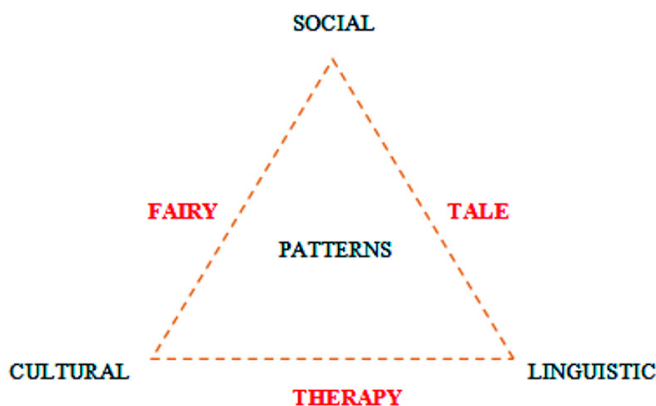 SOCIAL
FAIRY
TALE
PATTERNS
CULTURAL
LINGUISTIC
THERAPY